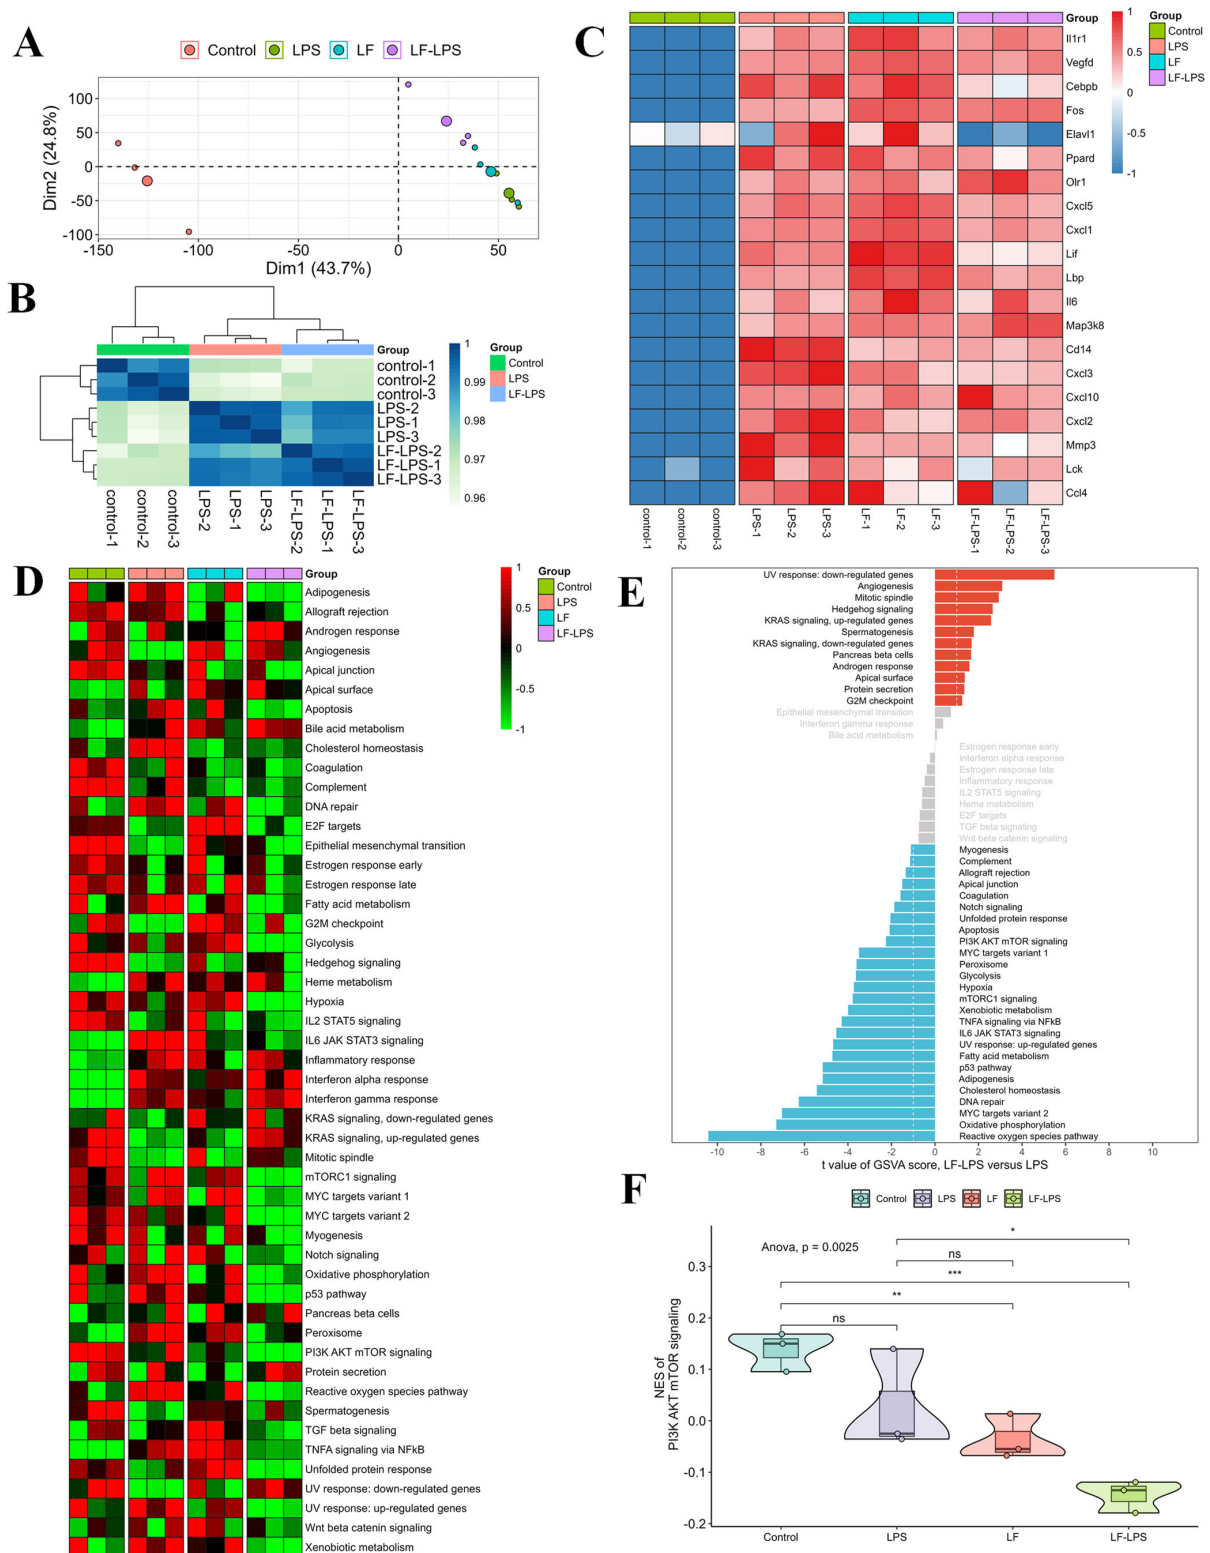 A
Control LPS LF LF-LPS
100
50
0
-50
-100
Dim2 (24.8%)
-150 -100 -50 0 50
Dim1 (43.7%)
B
Group
control-1
control-2
control-3
LPS-2
LPS-1
LPS-3
LF-LPS-2
LF-LPS-1
LF-LPS-3
control-1
control-2
control-3
LPS-2
LPS-1
LPS-3
LF-LPS-2
LF-LPS-1
LF-LPS-3
1
0.99
0.98
0.97
0.96
Group
Control
LPS
LF-LPS
C
Group
Il1r1
Vegfd
Cebpb
Fos
Elavl1
Ppard
Olr1
Cxcl5
Cxcl1
Lif
Lbp
Il6
Map3k8
Cd14
Cxcl3
Cxcl10
Cxcl2
Mmp3
Lck
Ccl4
control-1
control-2
control-3
LPS-1
LPS-2
LPS-3
LF-1
LF-2
LF-3
LF-LPS-1
LF-LPS-2
LF-LPS-3
1
0.5
0
-0.5
-1
Group
Control
LPS
LF
LF-LPS
D
Group
Adipogenesis
Allograft rejection
Androgen response
Angiogenesis
Apical junction
Apical surface
Apoptosis
Bile acid metabolism
Cholesterol homeostasis
Coagulation
Complement
DNA repair
E2F targets
Epithelial mesenchymal transition
Estrogen response early
Estrogen response late
Fatty acid metabolism
G2M checkpoint
Glycolysis
Hedgehog signaling
Heme metabolism
Hypoxia
IL2 STAT5 signaling
IL6 JAK STAT3 signaling
Inflammatory response
Interferon alpha response
Interferon gamma response
KRAS signaling, down-regulated genes
KRAS signaling, up-regulated genes
Mitotic spindle
mTORC1 signaling
MYC targets variant 1
MYC targets variant 2
Myogenesis
Notch signaling
Oxidative phosphorylation
p53 pathway
Pancreas beta cells
Peroxisome
PI3K AKT mTOR signaling
Protein secretion
Reactive oxygen species pathway
Spermatogenesis
TGF beta signaling
TNFA signaling via NFkB
Unfolded protein response
UV response: down-regulated genes
UV response: up-regulated genes
Wnt beta catenin signaling
Xenobiotic metabolism
1
0.5
0
-0.5
-1
Group
Control
LPS
LF
LF-LPS
E
UV response: down-regulated genes
Angiogenesis
Mitotic spindle
Hedgehog signaling
KRAS signaling, up-regulated genes
Spermatogenesis
KRAS signaling, down-regulated genes
Pancreas beta cells
Androgen response
Apical surface
Protein secretion
G2M checkpoint
Epithelial mesenchymal transition
Interferon gamma response
Bile acid metabolism
Estrogen response early
Interferon alpha response
Estrogen response late
Inflammatory response
IL2 STAT5 signaling
Heme metabolism
E2F targets
TGF beta signaling
Wnt beta catenin signaling
Myogenesis
Complement
Allograft rejection
Apical junction
Coagulation
Notch signaling
Unfolded protein response
Apoptosis
PI3K AKT mTOR signaling
MYC targets variant 1
Peroxisome
Glycolysis
Hypoxia
mTORC1 signaling
Xenobiotic metabolism
TNFA signaling via NFkB
IL6 JAK STAT3 signaling
UV response: up-regulated genes
Fatty acid metabolism
p53 pathway
Adipogenesis
Cholesterol homeostasis
DNA repair
MYC targets variant 2
Oxidative phosphorylation
Reactive oxygen species pathway
-10 -8 -6 -4 -2 0 2 4 6 8 10
t value of GSVA score, LF-LPS versus LPS
F
Control LPS LF LF-LPS
Anova, p = 0.0025
*
ns
***
**
ns
0.3
0.2
0.1
0.0
-0.1
-0.2
NES of
PI3K AKT mTOR signaling
Control LPS LF LF-LPS